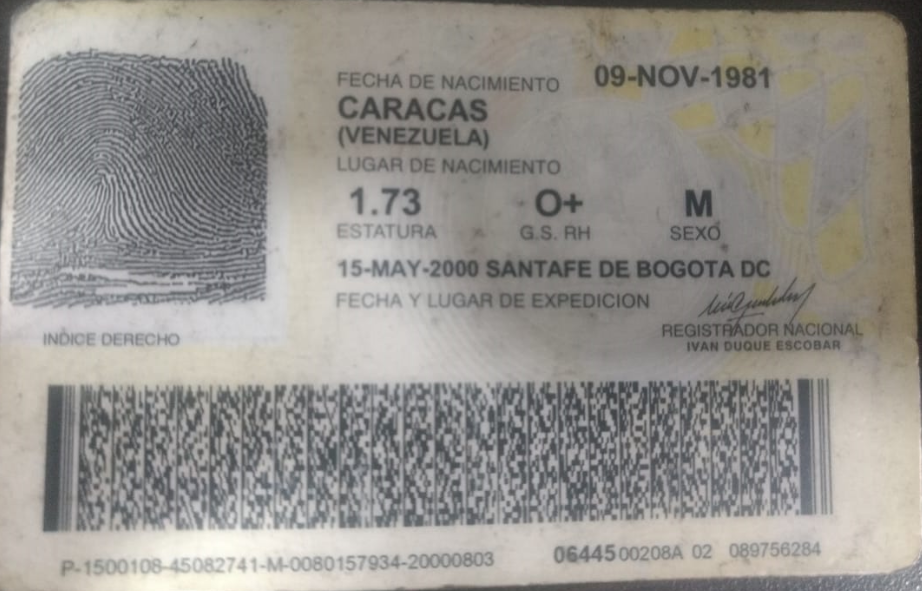 FECHA DE NACIMIENTO 09-NOV-1981
CARACAS
(VENEZUELA)
LUGAR DE NACIMIENTO
1.73 O+ M
ESTATURA G.S. RH SEXO
15-MAY-2000 SANTAFE DE BOGOTA DC
FECHA Y LUGAR DE EXPEDICION
REGISTRADOR NACIONAL
IVAN DUQUE ESCOBAR
INDICE DERECHO
P-1500108-45082741-M-0080157934-20000803 0644500208A 02 089756284